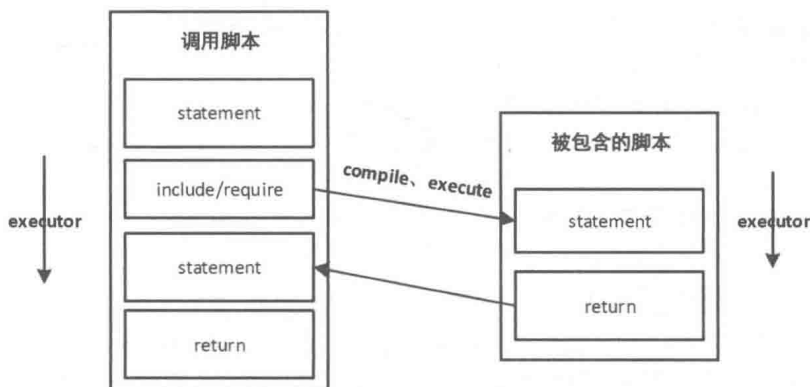 调用脚本
statement
include/require
statement
return
executor
compile、execute
被包含的脚本
statement
return
executor